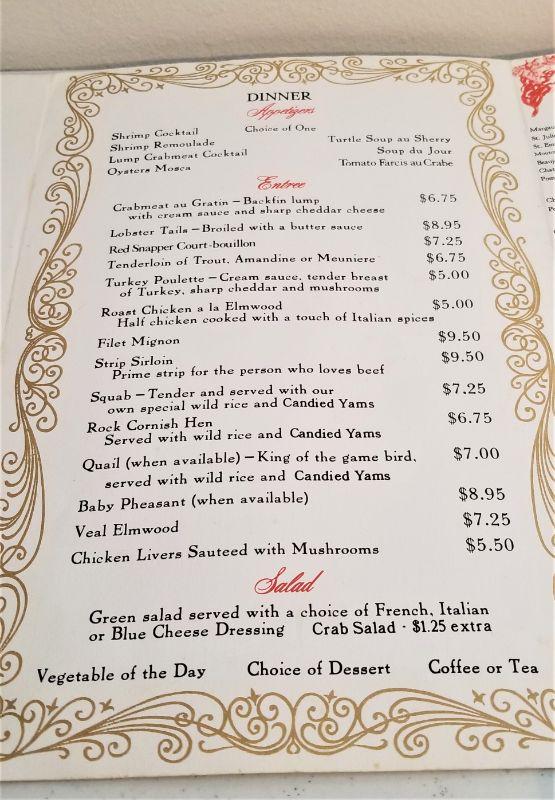 DINNER
Appetizers
Choice of One
Shrimp Cocktail
Shrimp Remoulade
Lump Crabmeat Cocktail
Oysters Mosca
Turtle Soup au Sherry
Soup du Jour
Tomato Farcis au Crabe
Entree
Crabmeat au Gratin – Backfin lump $6.75
with cream sauce and sharp cheddar cheese
Lobster Tails – Broiled with a butter sauce $8.95
Red Snapper Court-bouillon $7.25
Tenderloin of Trout, Amandine or Meuniere $6.75
Turkey Poulette – Cream sauce, tender breast $5.00
of Turkey, sharp cheddar and mushrooms
Roast Chicken a la Elmwood $5.00
Half chicken cooked with a touch of Italian spices
Filet Mignon $9.50
Strip Sirloin $9.50
Prime strip for the person who loves beef
Squab – Tender and served with our $7.25
own special wild rice and Candied Yams
Rock Cornish Hen $6.75
Served with wild rice and Candied Yams
Quail (when available) – King of the game bird, $7.00
served with wild rice and Candied Yams
Baby Pheasant (when available) $8.95
Veal Elmwood $7.25
Chicken Livers Sauteed with Mushrooms $5.50
Salad
Green salad served with a choice of French, Italian
or Blue Cheese Dressing Crab Salad · $1.25 extra
Vegetable of the Day Choice of Dessert Coffee or Tea